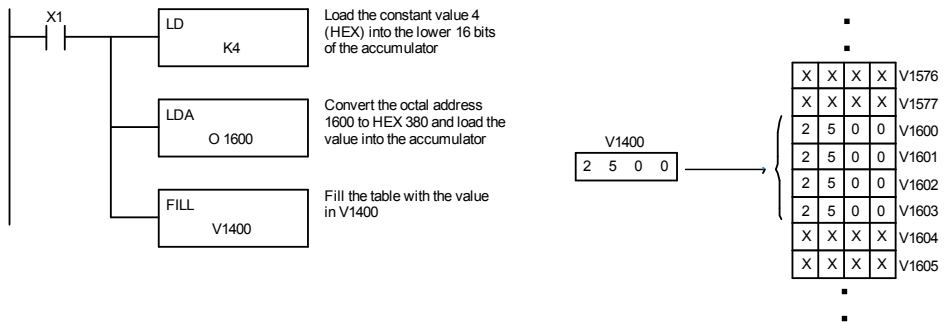 X1
LD
K4
Load the constant value 4
(HEX) into the lower 16 bits
of the accumulator
LDA
O 1600
Convert the octal address
1600 to HEX 380 and load the
value into the accumulator
FILL
V1400
Fill the table with the value
in V1400
V1400
2 5 0 0
X X X X V1576
X X X X V1577
2 5 0 0 V1600
2 5 0 0 V1601
2 5 0 0 V1602
2 5 0 0 V1603
X X X X V1604
X X X X V1605